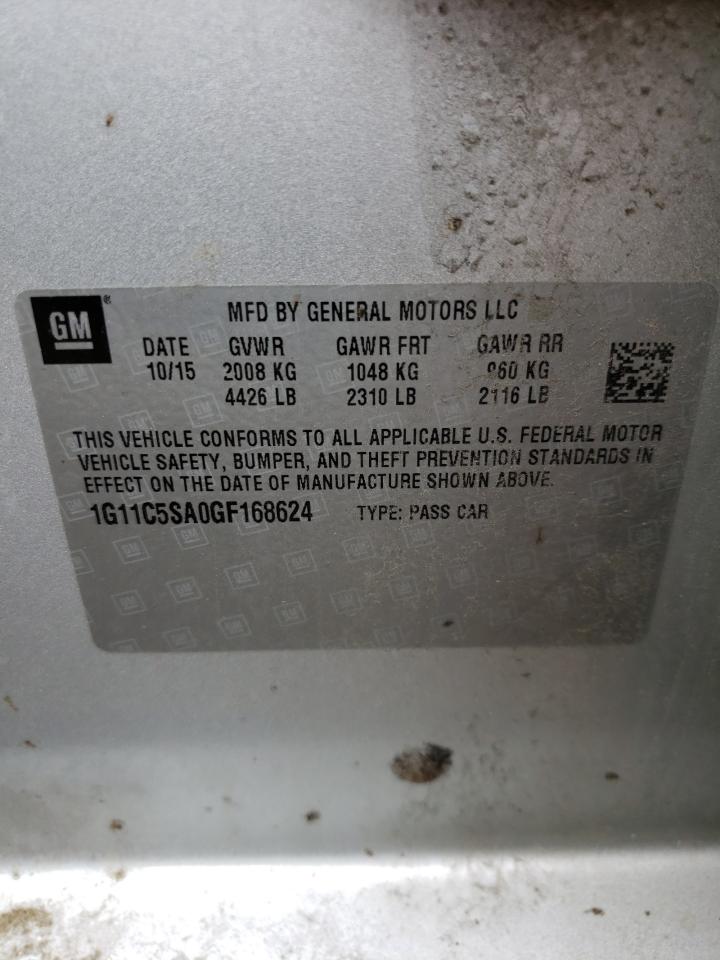 GM ®
MFD BY GENERAL MOTORS LLC
DATE GVWR GAWR FRT GAWR RR
10/15 2008 KG 1048 KG 960 KG
4426 LB 2310 LB 2116 LB
THIS VEHICLE CONFORMS TO ALL APPLICABLE U.S. FEDERAL MOTOR
VEHICLE SAFETY, BUMPER, AND THEFT PREVENTION STANDARDS IN
EFFECT ON THE DATE OF MANUFACTURE SHOWN ABOVE.
1G11C5SA0GF168624 TYPE: PASS CAR